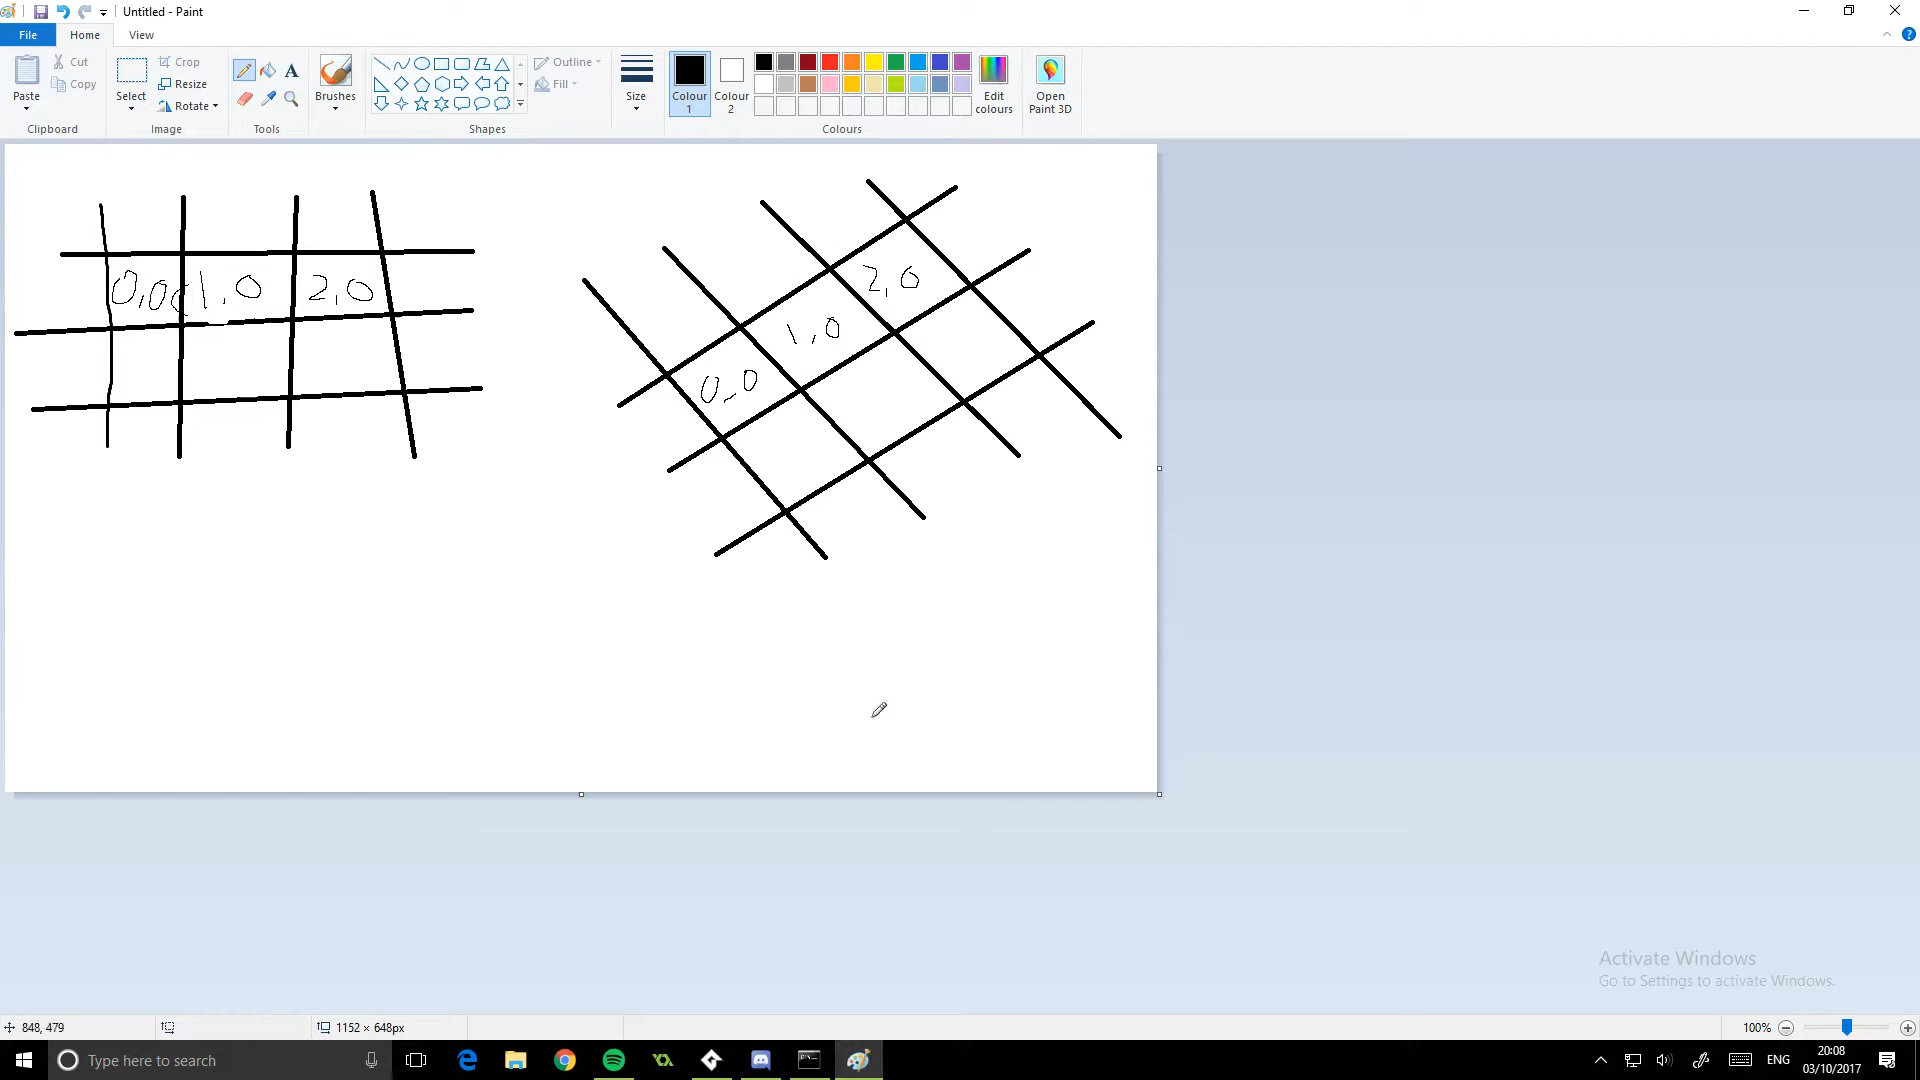 Untitled - Paint
File Home View
Paste
Cut
Copy
Clipboard
Select
Crop
Resize
Rotate
Image
Tools
Brushes
Shapes
Outline
Fill
Size
Colour 1
Colour 2
Edit colours
Colours
Open Paint 3D
0,0 1,0 2,0
2,0
1,0
0,0
Activate Windows
Go to Settings to activate Windows.
848, 479
1152 × 648px
100%
Type here to search
ENG
20:08
03/10/2017